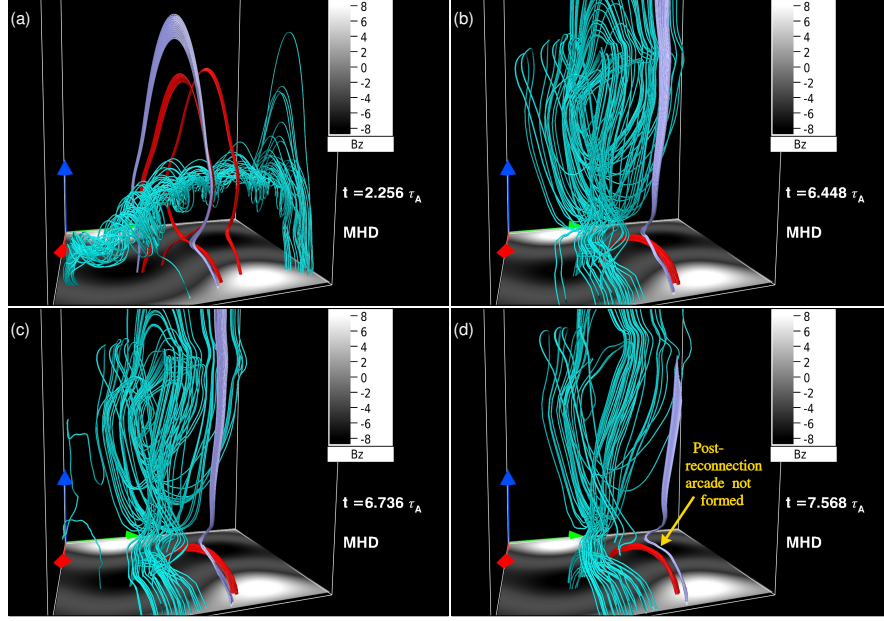 (a)
8
6
4
2
0
-2
-4
-6
-8
Bz
t = 2.256 τA
MHD
(b)
8
6
4
2
0
-2
-4
-6
-8
Bz
t = 6.448 τA
MHD
(c)
8
6
4
2
0
-2
-4
-6
-8
Bz
t = 6.736 τA
MHD
(d)
8
6
4
2
0
-2
-4
-6
-8
Bz
Post-
reconnection
arcade not
formed
t = 7.568 τA
MHD